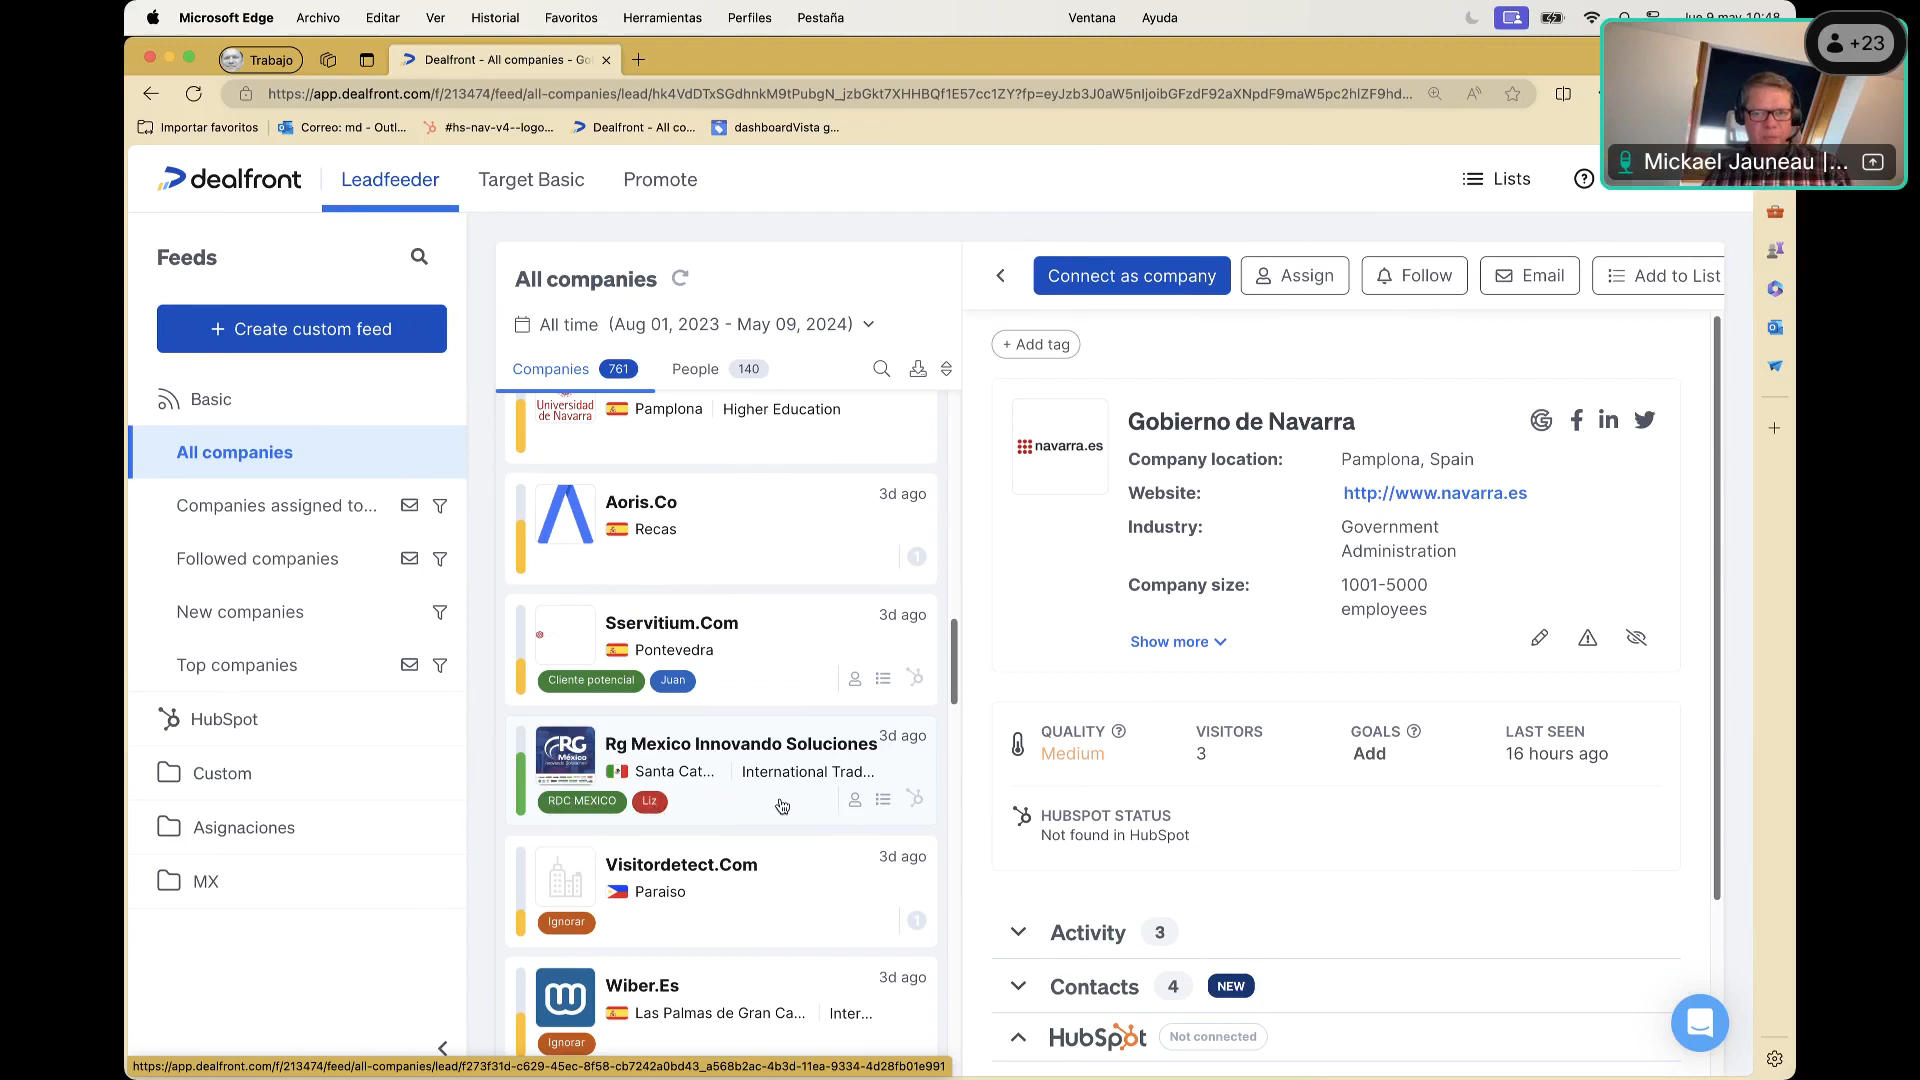 Microsoft Edge Archivo Editar Ver Historial Favoritos Herramientas Perfiles Pestaña Ventana Ayuda
+23
Trabajo
Dealfront - All companies - Go
https://app.dealfront.com/f/213474/feed/all-companies/lead/hk4VdDTxSGdhnkM9tPubgN_jzbGkt7XHHBQf1E57cc1ZY?fp=eyJzb3J0aW5nIjoibGFzdF92aXNpdF9maW5pc2hlZF9hd...
Importar favoritos
Correo: md - Outl...
#hs-nav-v4--logo...
Dealfront - All co...
dashboardVista g...
Mickael Jauneau |...
dealfront
Leadfeeder
Target Basic
Promote
Lists
Feeds
+ Create custom feed
Basic
All companies
Companies assigned to...
Followed companies
New companies
Top companies
HubSpot
Custom
Asignaciones
MX
All companies
All time (Aug 01, 2023 - May 09, 2024)
Companies 761
People 140
Universidad
de Navarra
Pamplona
Higher Education
Aoris.Co
3d ago
Recas
1
Sservitium.Com
3d ago
Pontevedra
Cliente potencial
Juan
RG
México
Rg Mexico Innovando Soluciones
3d ago
Santa Cat...
International Trad...
RDC MEXICO
Liz
Visitordetect.Com
3d ago
Paraiso
Ignorar
1
Wiber.Es
3d ago
Las Palmas de Gran Ca...
Inter...
Ignorar
Connect as company
Assign
Follow
Email
Add to List
+ Add tag
navarra.es
Gobierno de Navarra
Company location: Pamplona, Spain
Website: http://www.navarra.es
Industry: Government
Administration
Company size: 1001-5000
employees
Show more
QUALITY
Medium
VISITORS
3
GOALS
Add
LAST SEEN
16 hours ago
HUBSPOT STATUS
Not found in HubSpot
Activity 3
Contacts 4 NEW
HubSpot Not connected
https://app.dealfront.com/f/213474/feed/all-companies/lead/f273f31d-c629-45ec-8f58-cb7242a0bd43_a568b2ac-4b3d-11ea-9334-4d28fb01e991